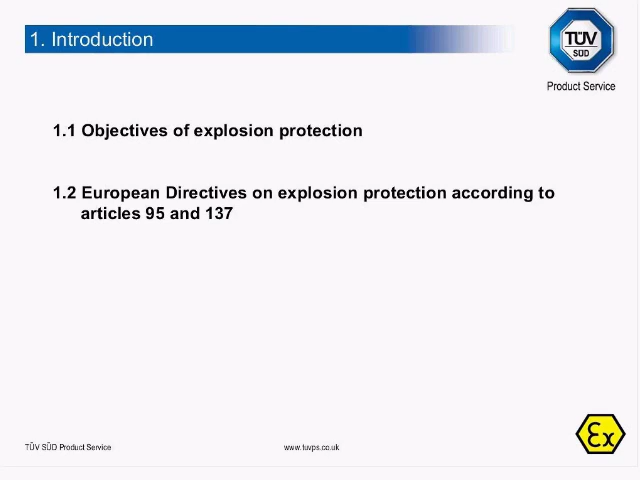 1. Introduction
TÜV
SÜD
Product Service
1.1 Objectives of explosion protection
1.2 European Directives on explosion protection according to
articles 95 and 137
TÜV SÜD Product Service
www.tuvps.co.uk
Ex